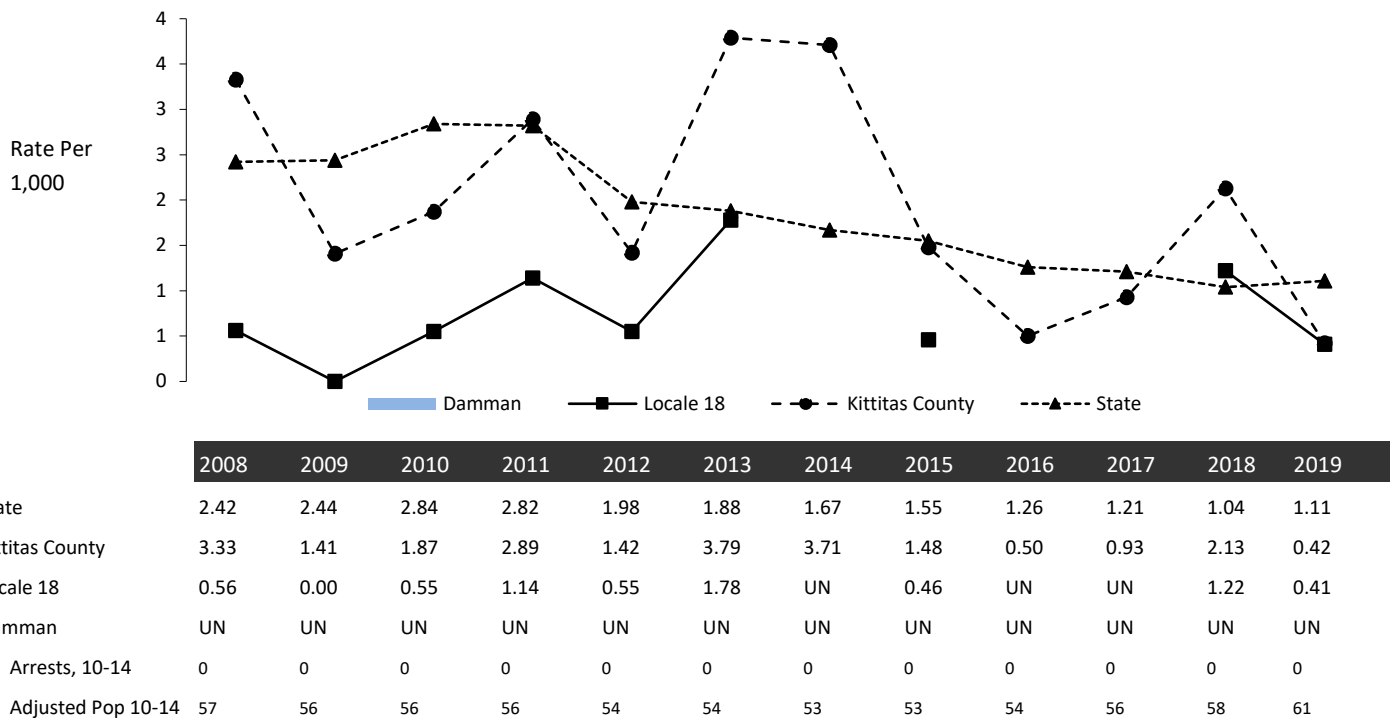 4
4
3
3
2
2
1
1
0
Rate Per
1,000
Damman Locale 18 Kittitas County State
2008 2009 2010 2011 2012 2013 2014 2015 2016 2017 2018 2019
ate 2.42 2.44 2.84 2.82 1.98 1.88 1.67 1.55 1.26 1.21 1.04 1.11
ttitas County 3.33 1.41 1.87 2.89 1.42 3.79 3.71 1.48 0.50 0.93 2.13 0.42
cale 18 0.56 0.00 0.55 1.14 0.55 1.78 UN 0.46 UN UN 1.22 0.41
mman UN UN UN UN UN UN UN UN UN UN UN UN
Arrests, 10-14 0 0 0 0 0 0 0 0 0 0 0 0
Adjusted Pop 10-14 57 56 56 56 54 54 53 53 54 56 58 61